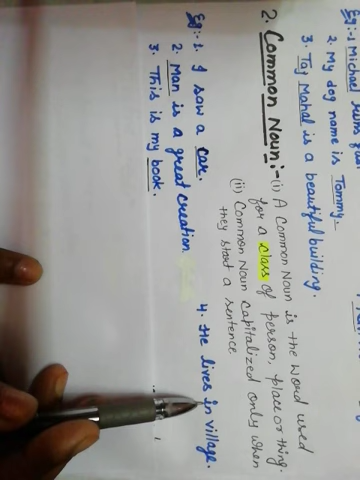 Eg:-1 Michael
2. My dog name is Tommy.
3. Taj Mahal is a beautiful building.
2. Common Noun:- (i) A Common Noun is the word used
for a class of person, place or thing.
(ii) Common Noun capitalized only when
they start a sentence
Eg:- 1. I saw a car. 4. He lives in village.
2. Man is a great creation.
3. This is my book.